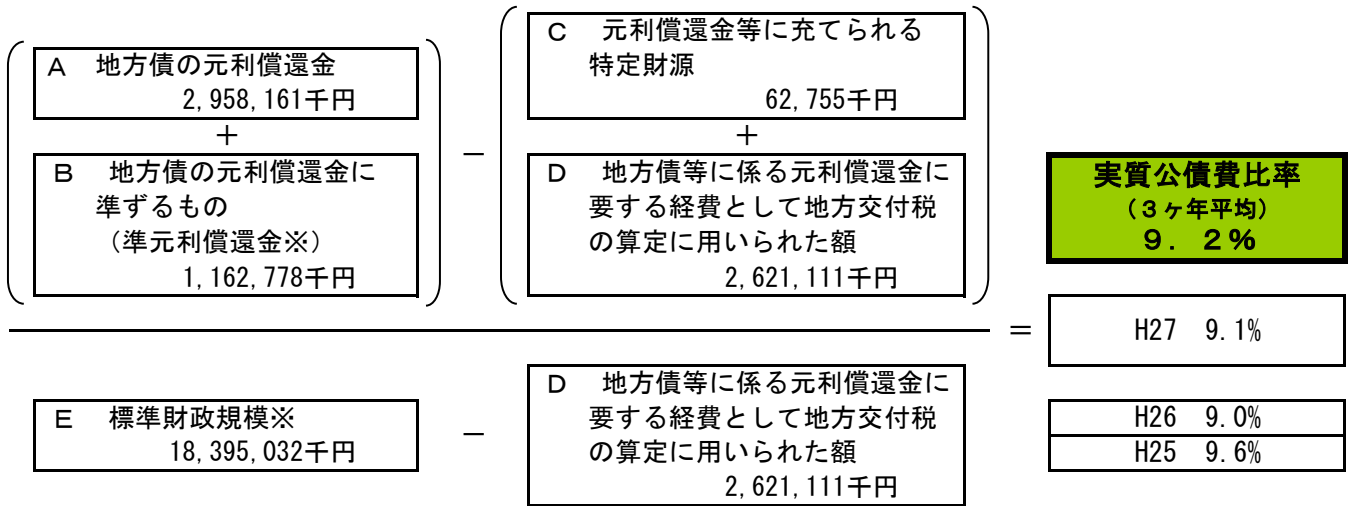 A　地方債の元利償還金
2,958,161千円
＋
B　地方債の元利償還金に
準ずるもの
（準元利償還金※）
1,162,778千円
－
C　元利償還金等に充てられる
特定財源
62,755千円
＋
D　地方債等に係る元利償還金に
要する経費として地方交付税
の算定に用いられた額
2,621,111千円
E　標準財政規模※
18,395,032千円
－
D　地方債等に係る元利償還金に
要する経費として地方交付税
の算定に用いられた額
2,621,111千円
＝
実質公債費比率
（３ヶ年平均）
９．２％
H27　9.1%
H26　9.0%
H25　9.6%